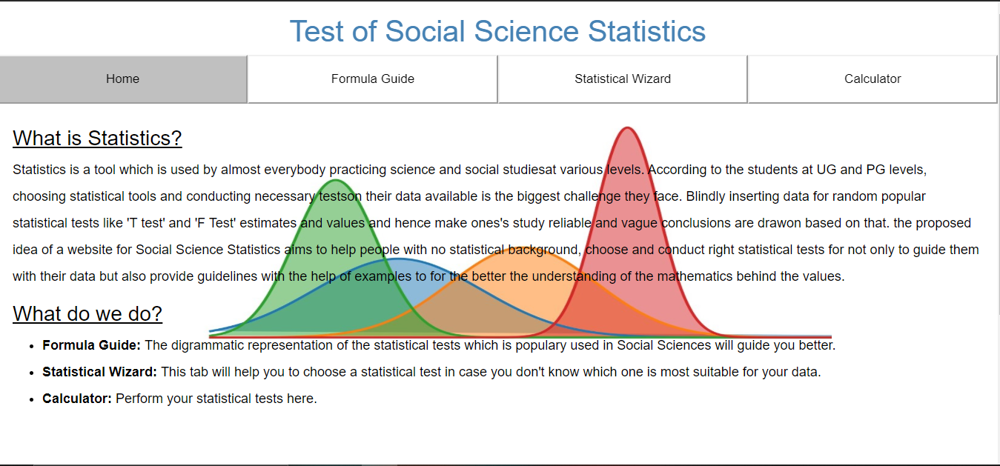 Test of Social Science Statistics
Home
Formula Guide
Statistical Wizard
Calculator
What is Statistics?
Statistics is a tool which is used by almost everybody practicing science and social studiesat various levels. According to the students at UG and PG levels,
choosing statistical tools and conducting necessary testson their data available is the biggest challenge they face. Blindly inserting data for random popular
statistical tests like 'T test' and 'F Test' estimates and values and hence make ones's study reliable and vague conclusions are drawon based on that. the proposed
idea of a website for Social Science Statistics aims to help people with no statistical background, choose and conduct right statistical tests for not only to guide them
with their data but also provide guidelines with the help of examples to for the better the understanding of the mathematics behind the values.
What do we do?
• Formula Guide: The digrammatic representation of the statistical tests which is populary used in Social Sciences will guide you better.
• Statistical Wizard: This tab will help you to choose a statistical test in case you don't know which one is most suitable for your data.
• Calculator: Perform your statistical tests here.